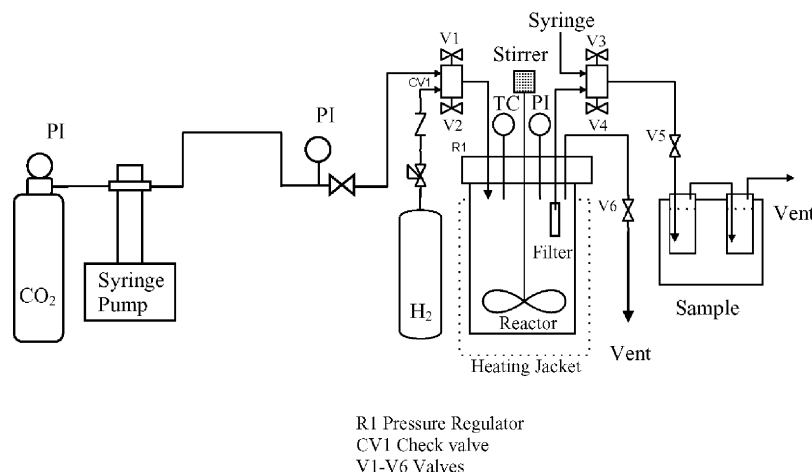 Syringe
V1
V3
Stirrer
CV1
PI
TC
PI
V2
V4
PI
R1
V5
V6
Vent
Filter
CO2
Syringe
Pump
H2
Sample
Reactor
Vent
Heating Jacket
R1 Pressure Regulator
CV1 Check valve
V1-V6 Valves